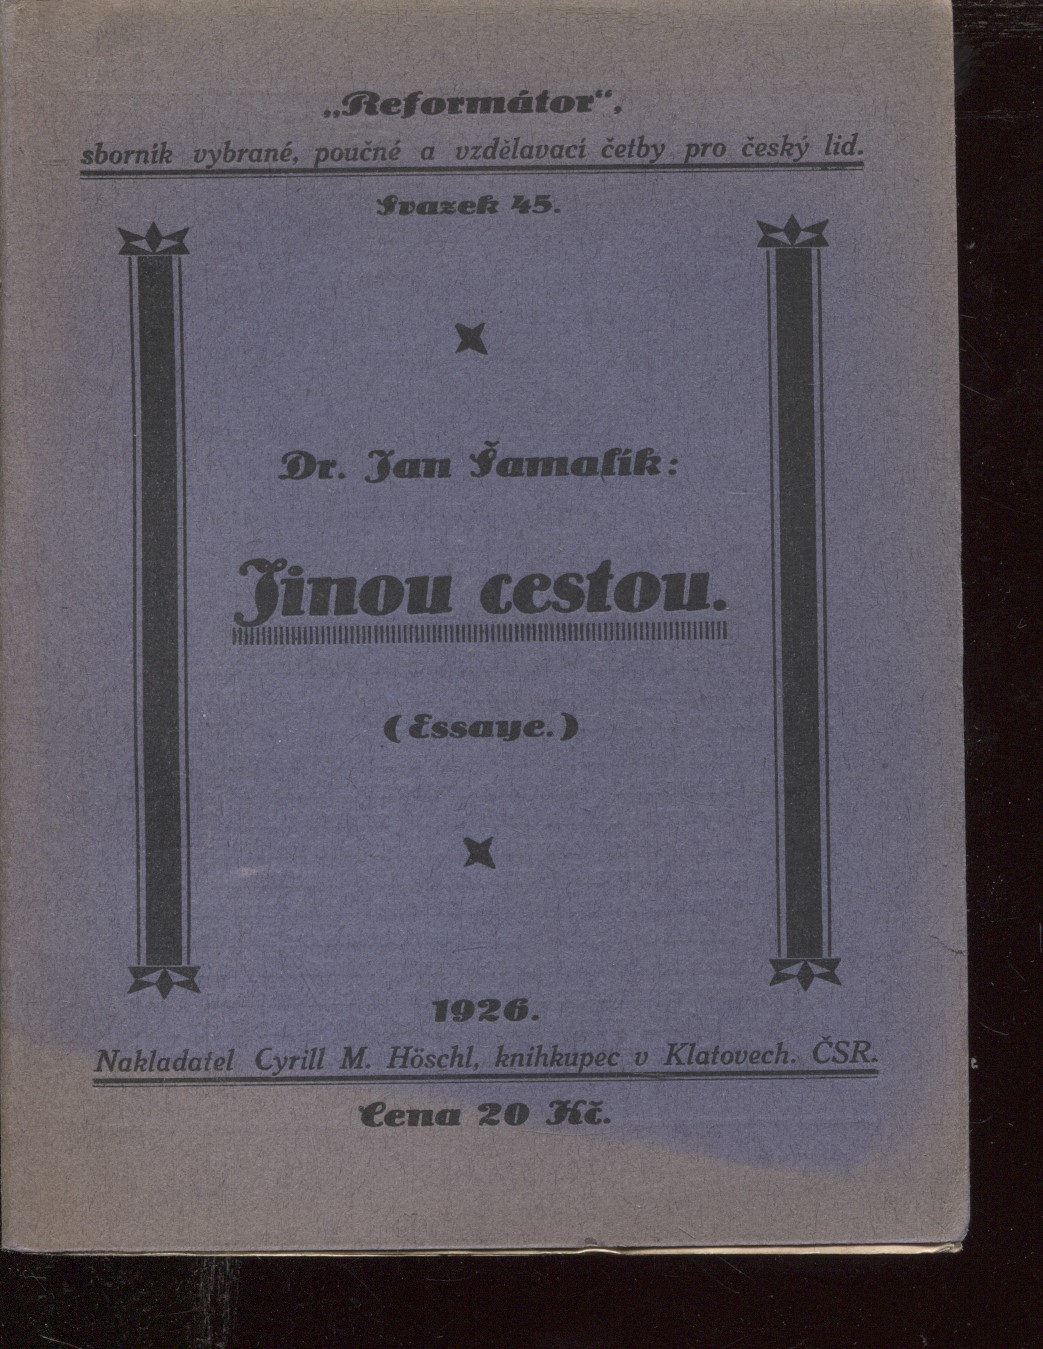 „Reformátor“,
sborník vybrané, poučné a vzdělavací četby pro český lid.
Svazek 45.
Dr. Jan Šamalík:
Jinou cestou.
(Essaye.)
1926.
Nakladatel Cyrill M. Höschl, knihkupec v Klatovech. ČSR.
Cena 20 Kč.